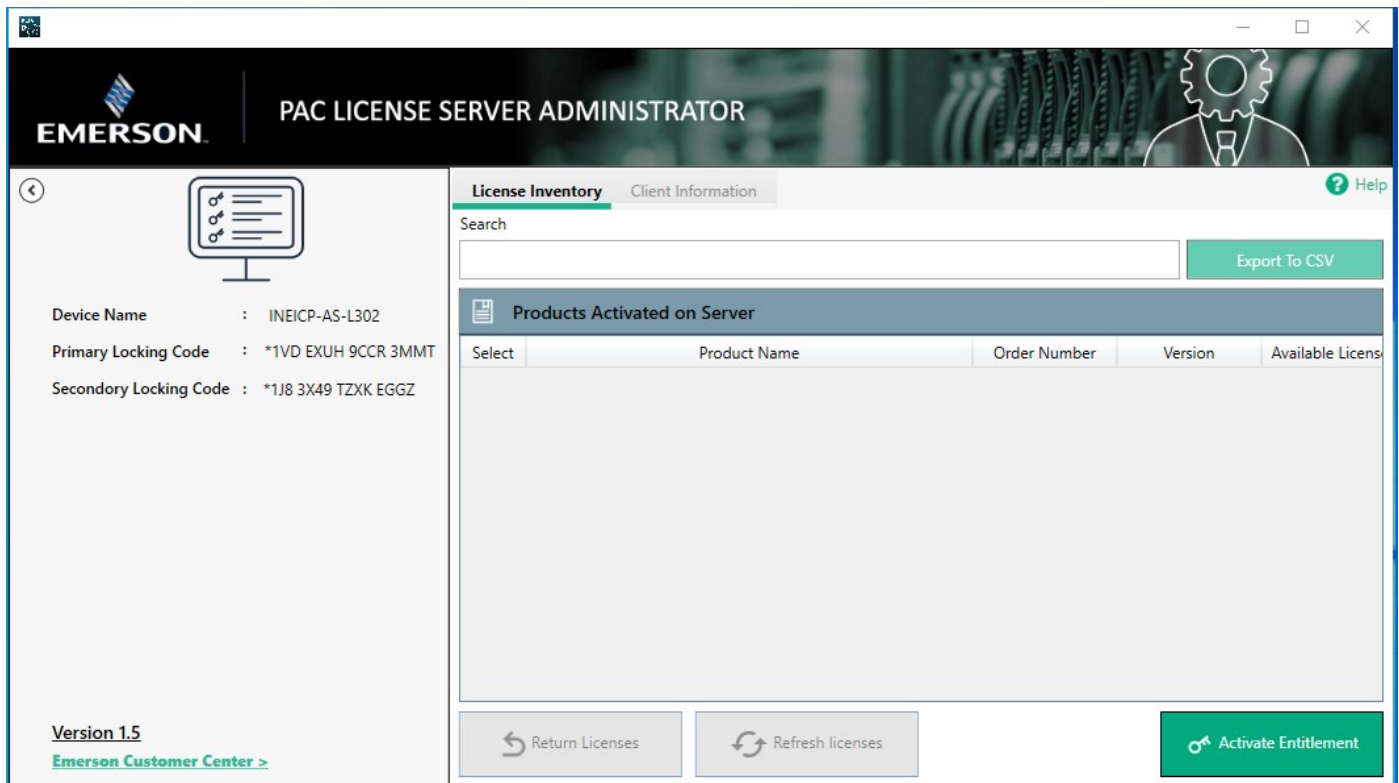 EMERSON.
PAC LICENSE SERVER ADMINISTRATOR
License Inventory Client Information
Help
Search
Export To CSV
Device Name : INEICP-AS-L302
Primary Locking Code : *1VD EXUH 9CCR 3MMT
Secondory Locking Code : *1J8 3X49 TZXK EGGZ
Products Activated on Server
Select Product Name Order Number Version Available Licens
Version 1.5
Emerson Customer Center >
Return Licenses
Refresh licenses
Activate Entitlement